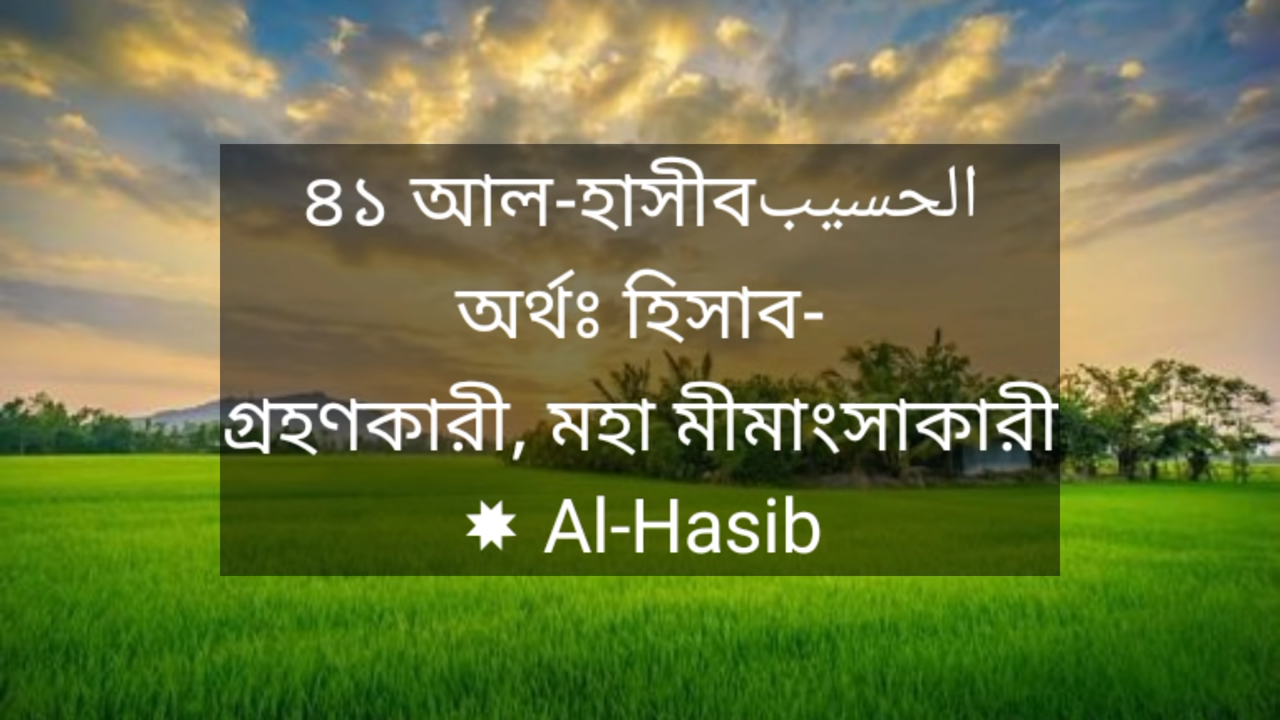 ৪১ আল-হাসীবالحسيب
অর্থঃ হিসাব-
গ্রহণকারী, মহা মীমাংসাকারী
✸ Al-Hasib